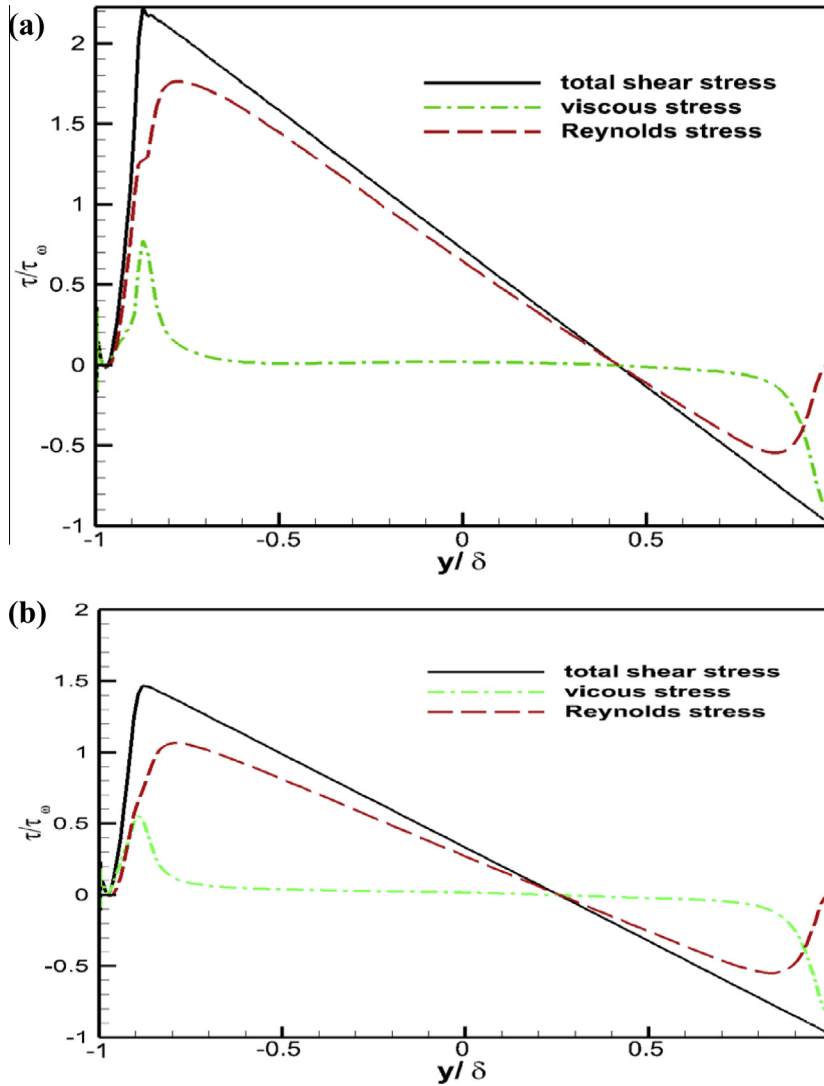 (a)
2
1.5
1
0.5
0
-0.5
-1
τ/τω
total shear stress
viscous stress
Reynolds stress
-1
-0.5
0
0.5
y/ δ
(b)
2
1.5
1
0.5
0
-0.5
-1
τ/τω
total shear stress
vicous stress
Reynolds stress
-1
-0.5
0
0.5
y/ δ